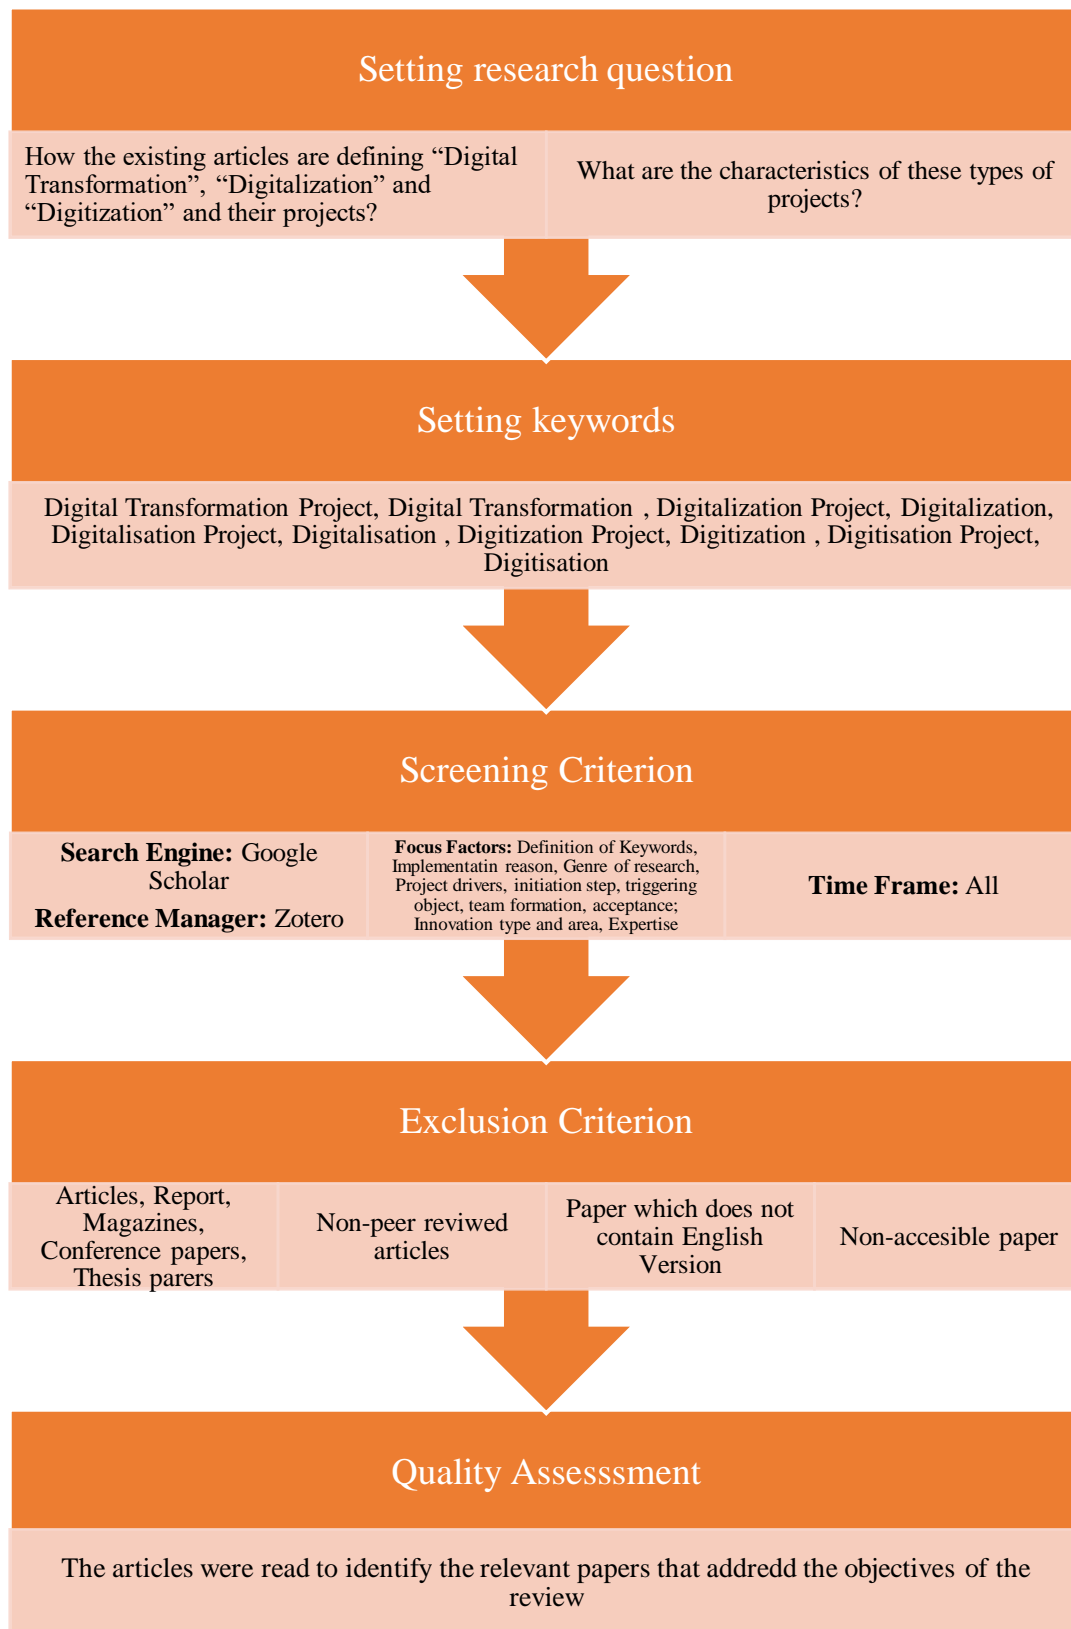 Setting research question
How the existing articles are defining “Digital
Transformation”, “Digitalization” and
“Digitization” and their projects?
What are the characteristics of these types of
projects?
Setting keywords
Digital Transformation Project, Digital Transformation , Digitalization Project, Digitalization,
Digitalisation Project, Digitalisation , Digitization Project, Digitization , Digitisation Project,
Digitisation
Screening Criterion
Search Engine: Google
Scholar
Reference Manager: Zotero
Focus Factors: Definition of Keywords,
Implementatin reason, Genre of research,
Project drivers, initiation step, triggering
object, team formation, acceptance;
Innovation type and area, Expertise
Time Frame: All
Exclusion Criterion
Articles, Report,
Magazines,
Conference papers,
Thesis parers
Non-peer reviwed
articles
Paper which does not
contain English
Version
Non-accesible paper
Quality Assesssment
The articles were read to identify the relevant papers that addredd the objectives of the
review